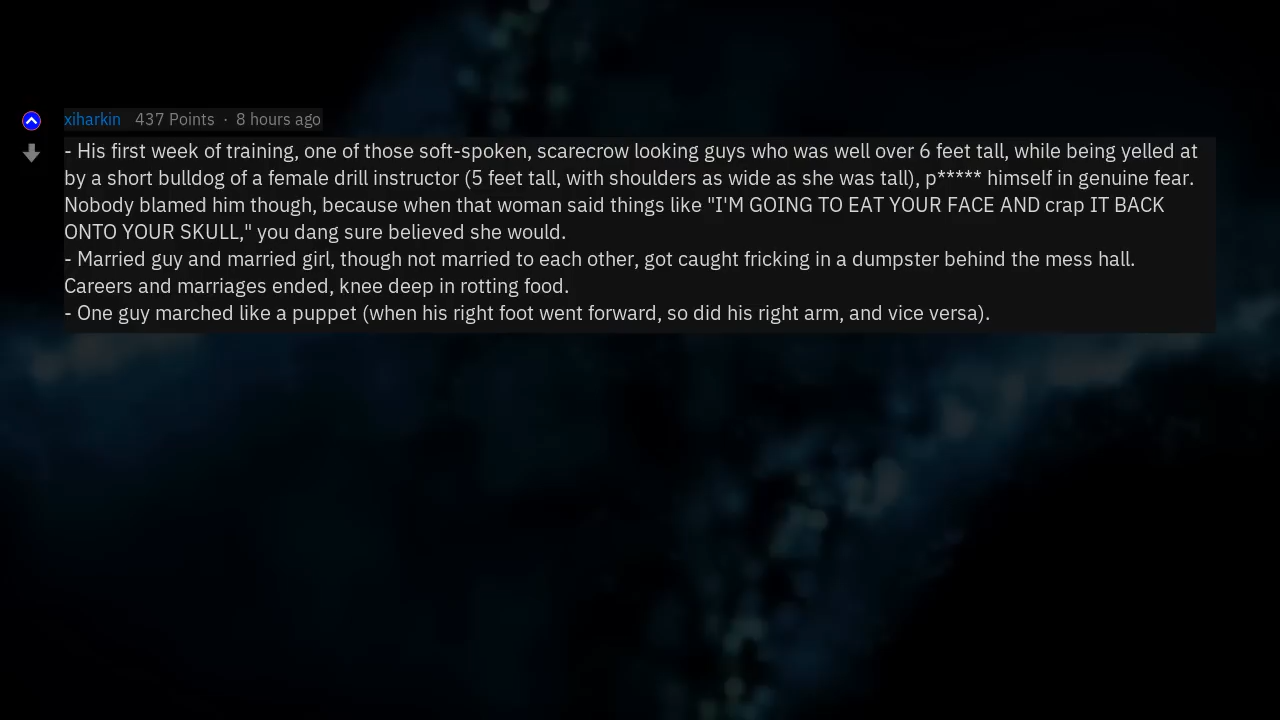 xiharkin 437 Points · 8 hours ago
- His first week of training, one of those soft-spoken, scarecrow looking guys who was well over 6 feet tall, while being yelled at
by a short bulldog of a female drill instructor (5 feet tall, with shoulders as wide as she was tall), p***** himself in genuine fear.
Nobody blamed him though, because when that woman said things like "I'M GOING TO EAT YOUR FACE AND crap IT BACK
ONTO YOUR SKULL," you dang sure believed she would.
- Married guy and married girl, though not married to each other, got caught fricking in a dumpster behind the mess hall.
Careers and marriages ended, knee deep in rotting food.
- One guy marched like a puppet (when his right foot went forward, so did his right arm, and vice versa).